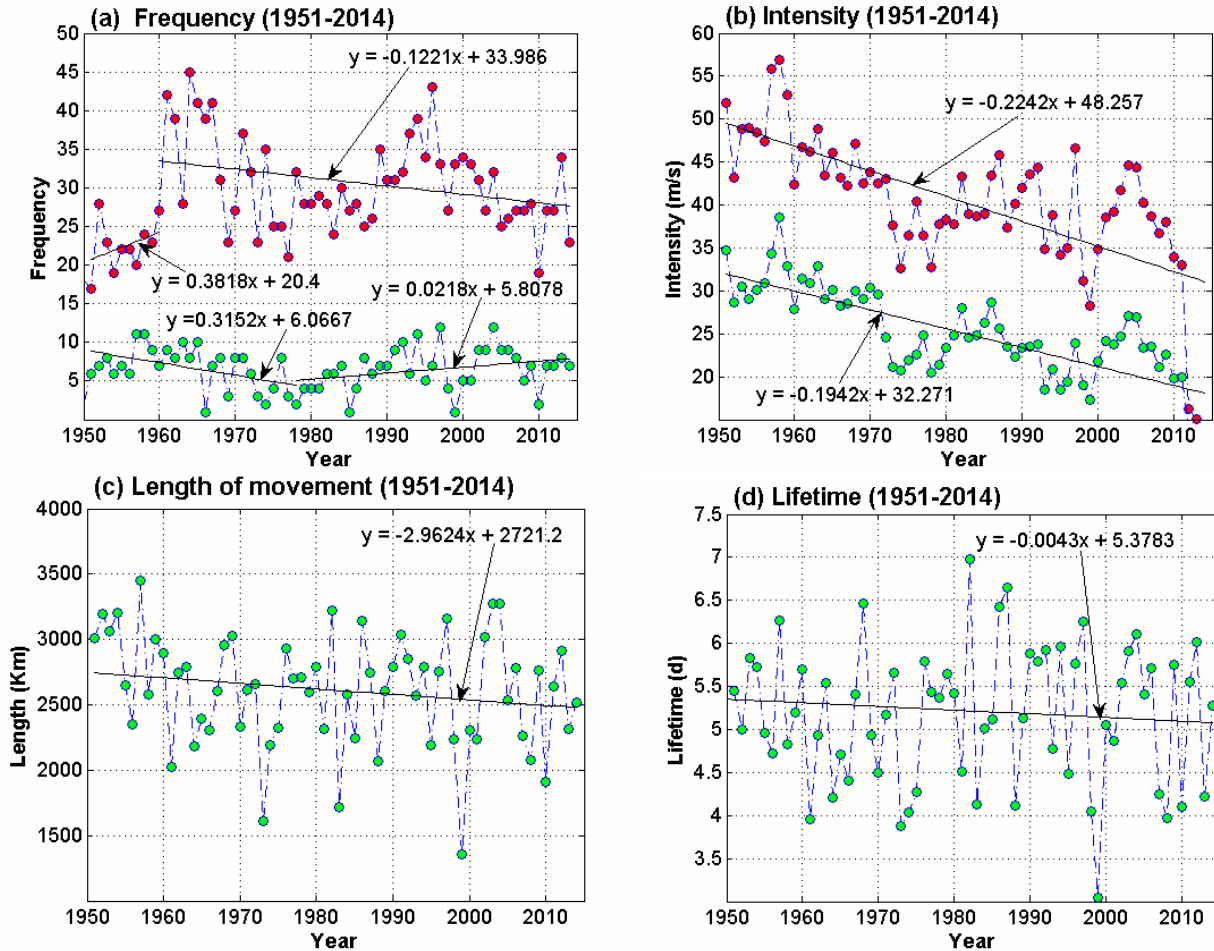 (a) Frequency (1951-2014)
50
45
40
35
30
25
20
15
10
5
Frequency
y = -0.1221x + 33.986
y = 0.3818x + 20.4
y = 0.0218x + 5.8078
y=0.3152x + 6.0667
1950 1960 1970 1980 1990 2000 2010
Year
(b) Intensity (1951-2014)
60
55
50
45
40
35
30
25
20
Intensity (m/s)
y = -0.2242x + 48.257
y = -0.1942x + 32.271
1950 1960 1970 1980 1990 2000 2010
Year
(c) Length of movement (1951-2014)
4000
3500
3000
2500
2000
1500
Length (Km)
y = -2.9624x + 2721.2
1950 1960 1970 1980 1990 2000 2010
Year
(d) Lifetime (1951-2014)
7.5
7
6.5
6
5.5
5
4.5
4
3.5
Lifetime (d)
y = -0.0043x + 5.3783
1950 1960 1970 1980 1990 2000 2010
Year